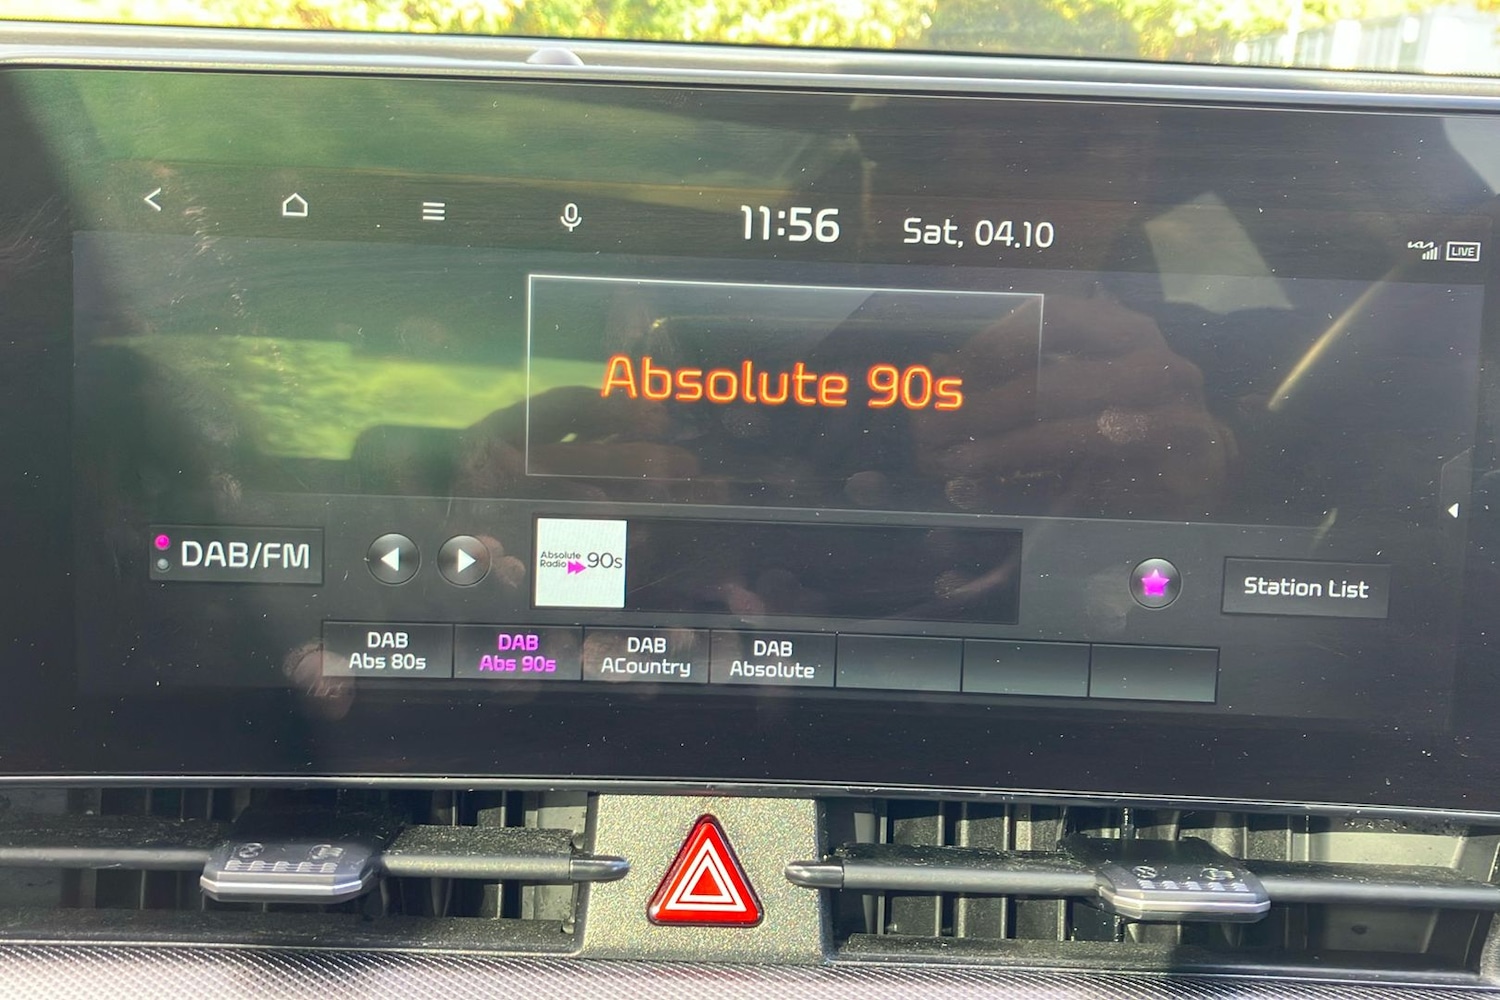 11:56
Sat, 04.10
KIA
LIVE
Absolute 90s
DAB/FM
Absolute
Radio 90s
Station List
DAB
Abs 80s
DAB
Abs 90s
DAB
ACountry
DAB
Absolute